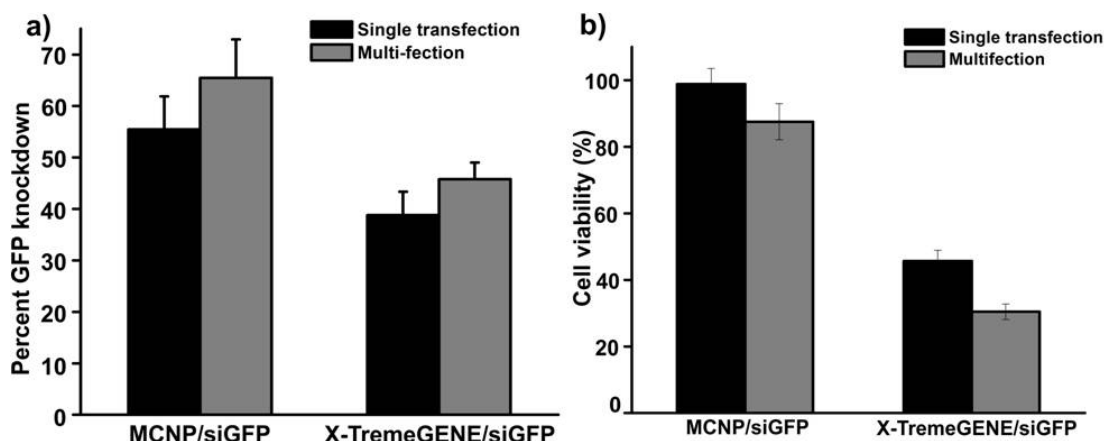 a)
Single transfection
Multi-fection
Percent GFP knockdown
70
60
50
40
30
20
10
0
MCNP/siGFP
X-TremeGENE/siGFP
b)
Single transfection
Multifection
Cell viability (%)
100
80
60
40
20
0
MCNP/siGFP
X-TremeGENE/siGFP